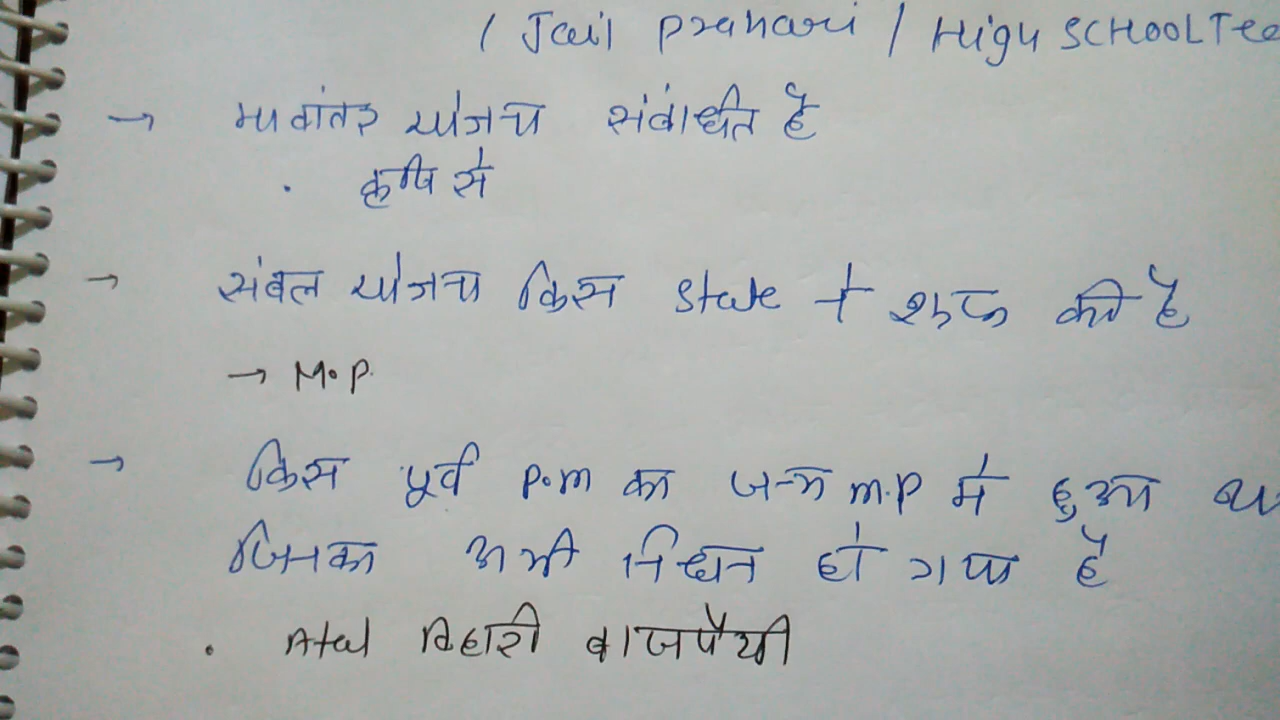 ( Jail prahari / High SCHOOL Tea
→ भावांतर योजना संबंधित है
· कृषि से
→ संबल योजना किस state ने शुरू की है
→ M.P.
→ किस पूर्व P.M का जन्म M.P में हुआ था
जिनका अभी निधन हो गया है
· Atal बिहारी वाजपैयी